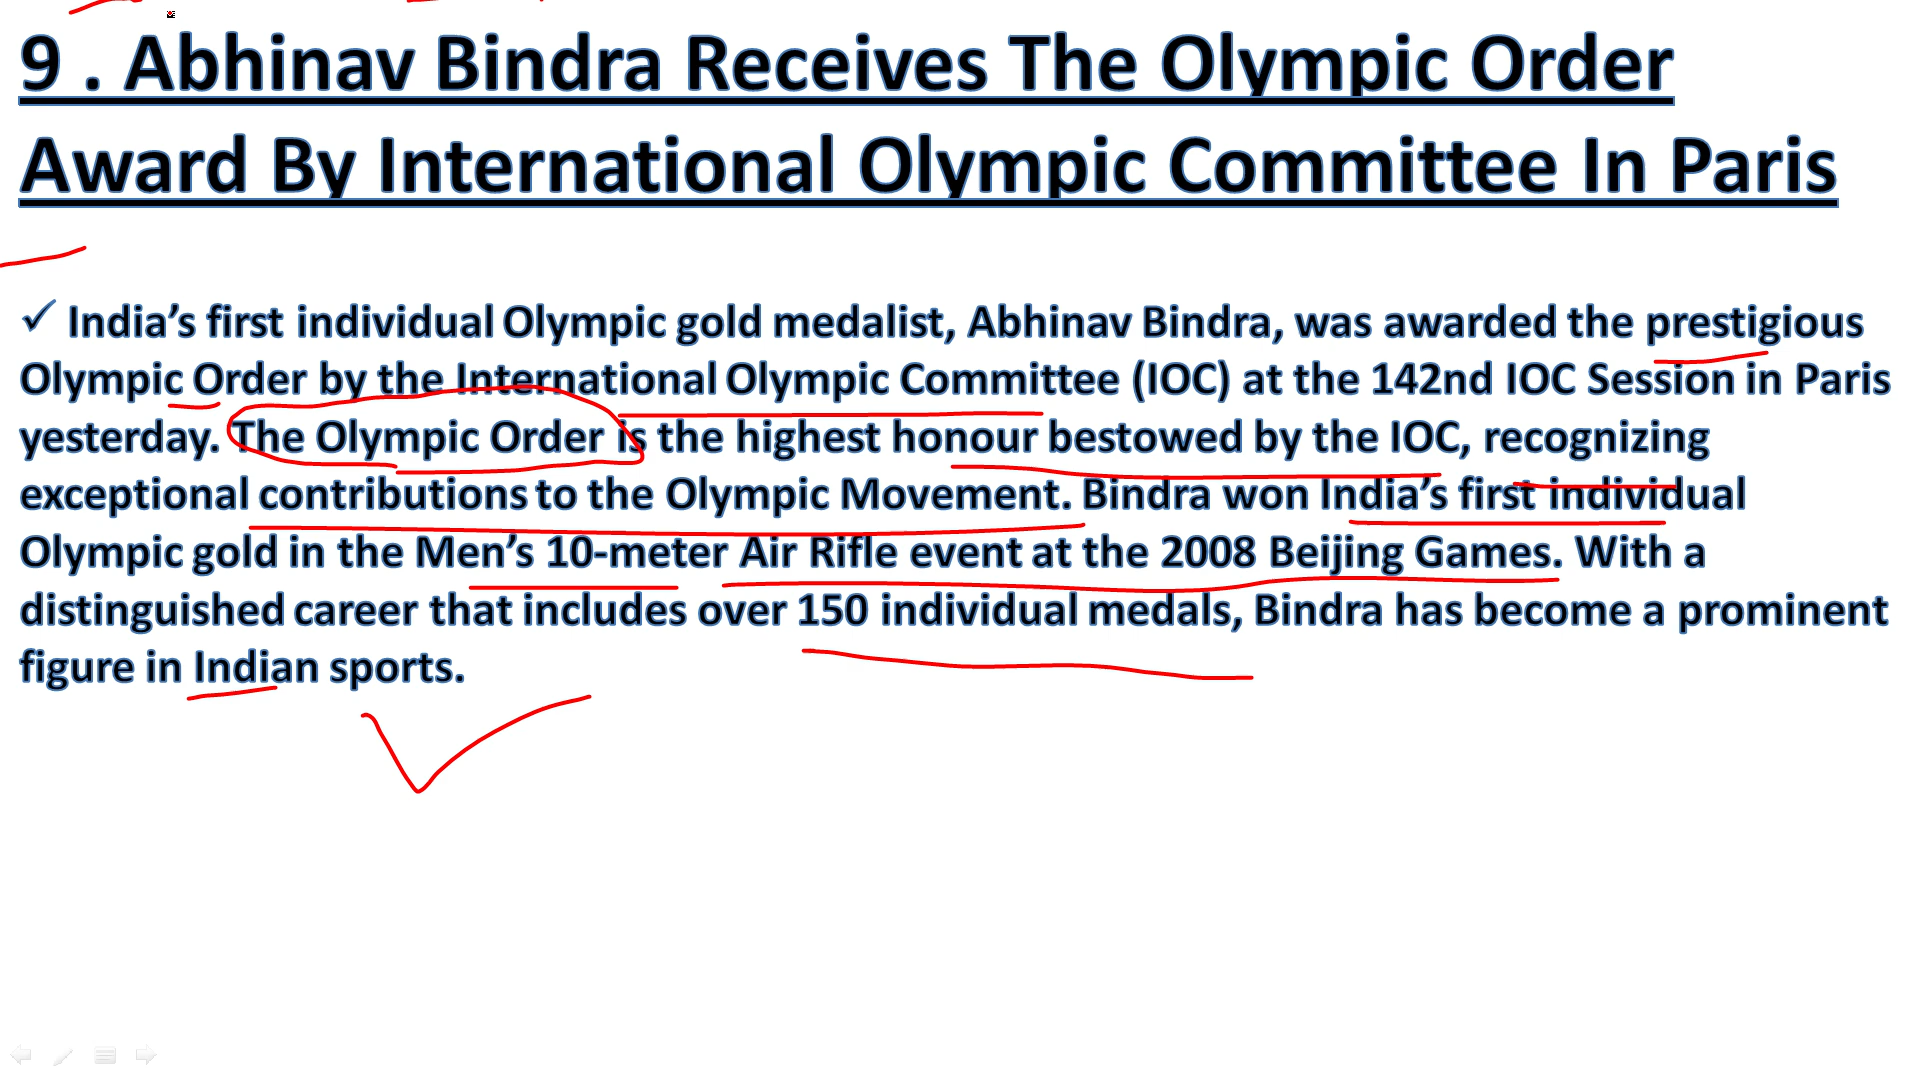 9 . Abhinav Bindra Receives The Olympic Order
Award By International Olympic Committee In Paris
✓ India’s first individual Olympic gold medalist, Abhinav Bindra, was awarded the prestigious
Olympic Order by the International Olympic Committee (IOC) at the 142nd IOC Session in Paris
yesterday. The Olympic Order is the highest honour bestowed by the IOC, recognizing
exceptional contributions to the Olympic Movement. Bindra won India’s first individual
Olympic gold in the Men’s 10-meter Air Rifle event at the 2008 Beijing Games. With a
distinguished career that includes over 150 individual medals, Bindra has become a prominent
figure in Indian sports.